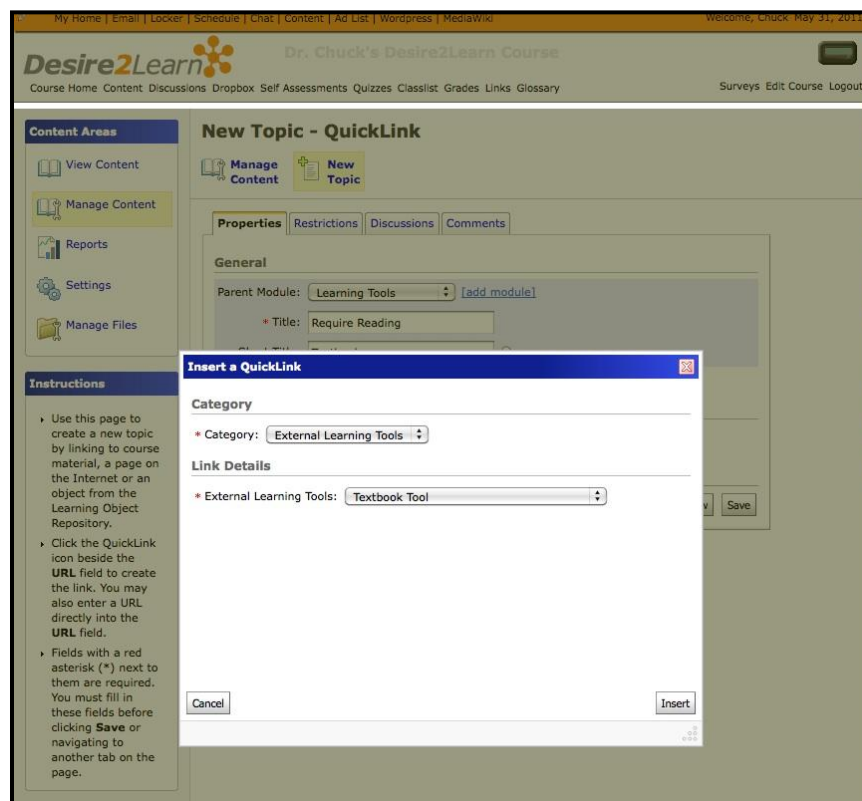 My Home | Email | Locker | Schedule | Chat | Content | Ad List | Wordpress | MediaWiki
Welcome, Chuck May 31, 2011
Desire2Learn
Dr. Chuck's Desire2Learn Course
Course Home Content Discussions Dropbox Self Assessments Quizzes Classlist Grades Links Glossary
Surveys Edit Course Logout
Content Areas
View Content
Manage Content
Reports
Settings
Manage Files
Instructions
Use this page to
create a new topic
by linking to course
material, a page on
the Internet or an
object from the
Learning Object
Repository.
Click the QuickLink
icon beside the
URL field to create
the link. You may
also enter a URL
directly into the
URL field.
Fields with a red
asterisk (*) next to
them are required.
You must fill in
these fields before
clicking Save or
navigating to
another tab on the
page.
New Topic - QuickLink
Manage
Content
New
Topic
Properties Restrictions Discussions Comments
General
Parent Module: Learning Tools [add module]
* Title: Require Reading
Insert a QuickLink
Category
* Category: External Learning Tools
Link Details
* External Learning Tools: Textbook Tool
Cancel
Insert
Save